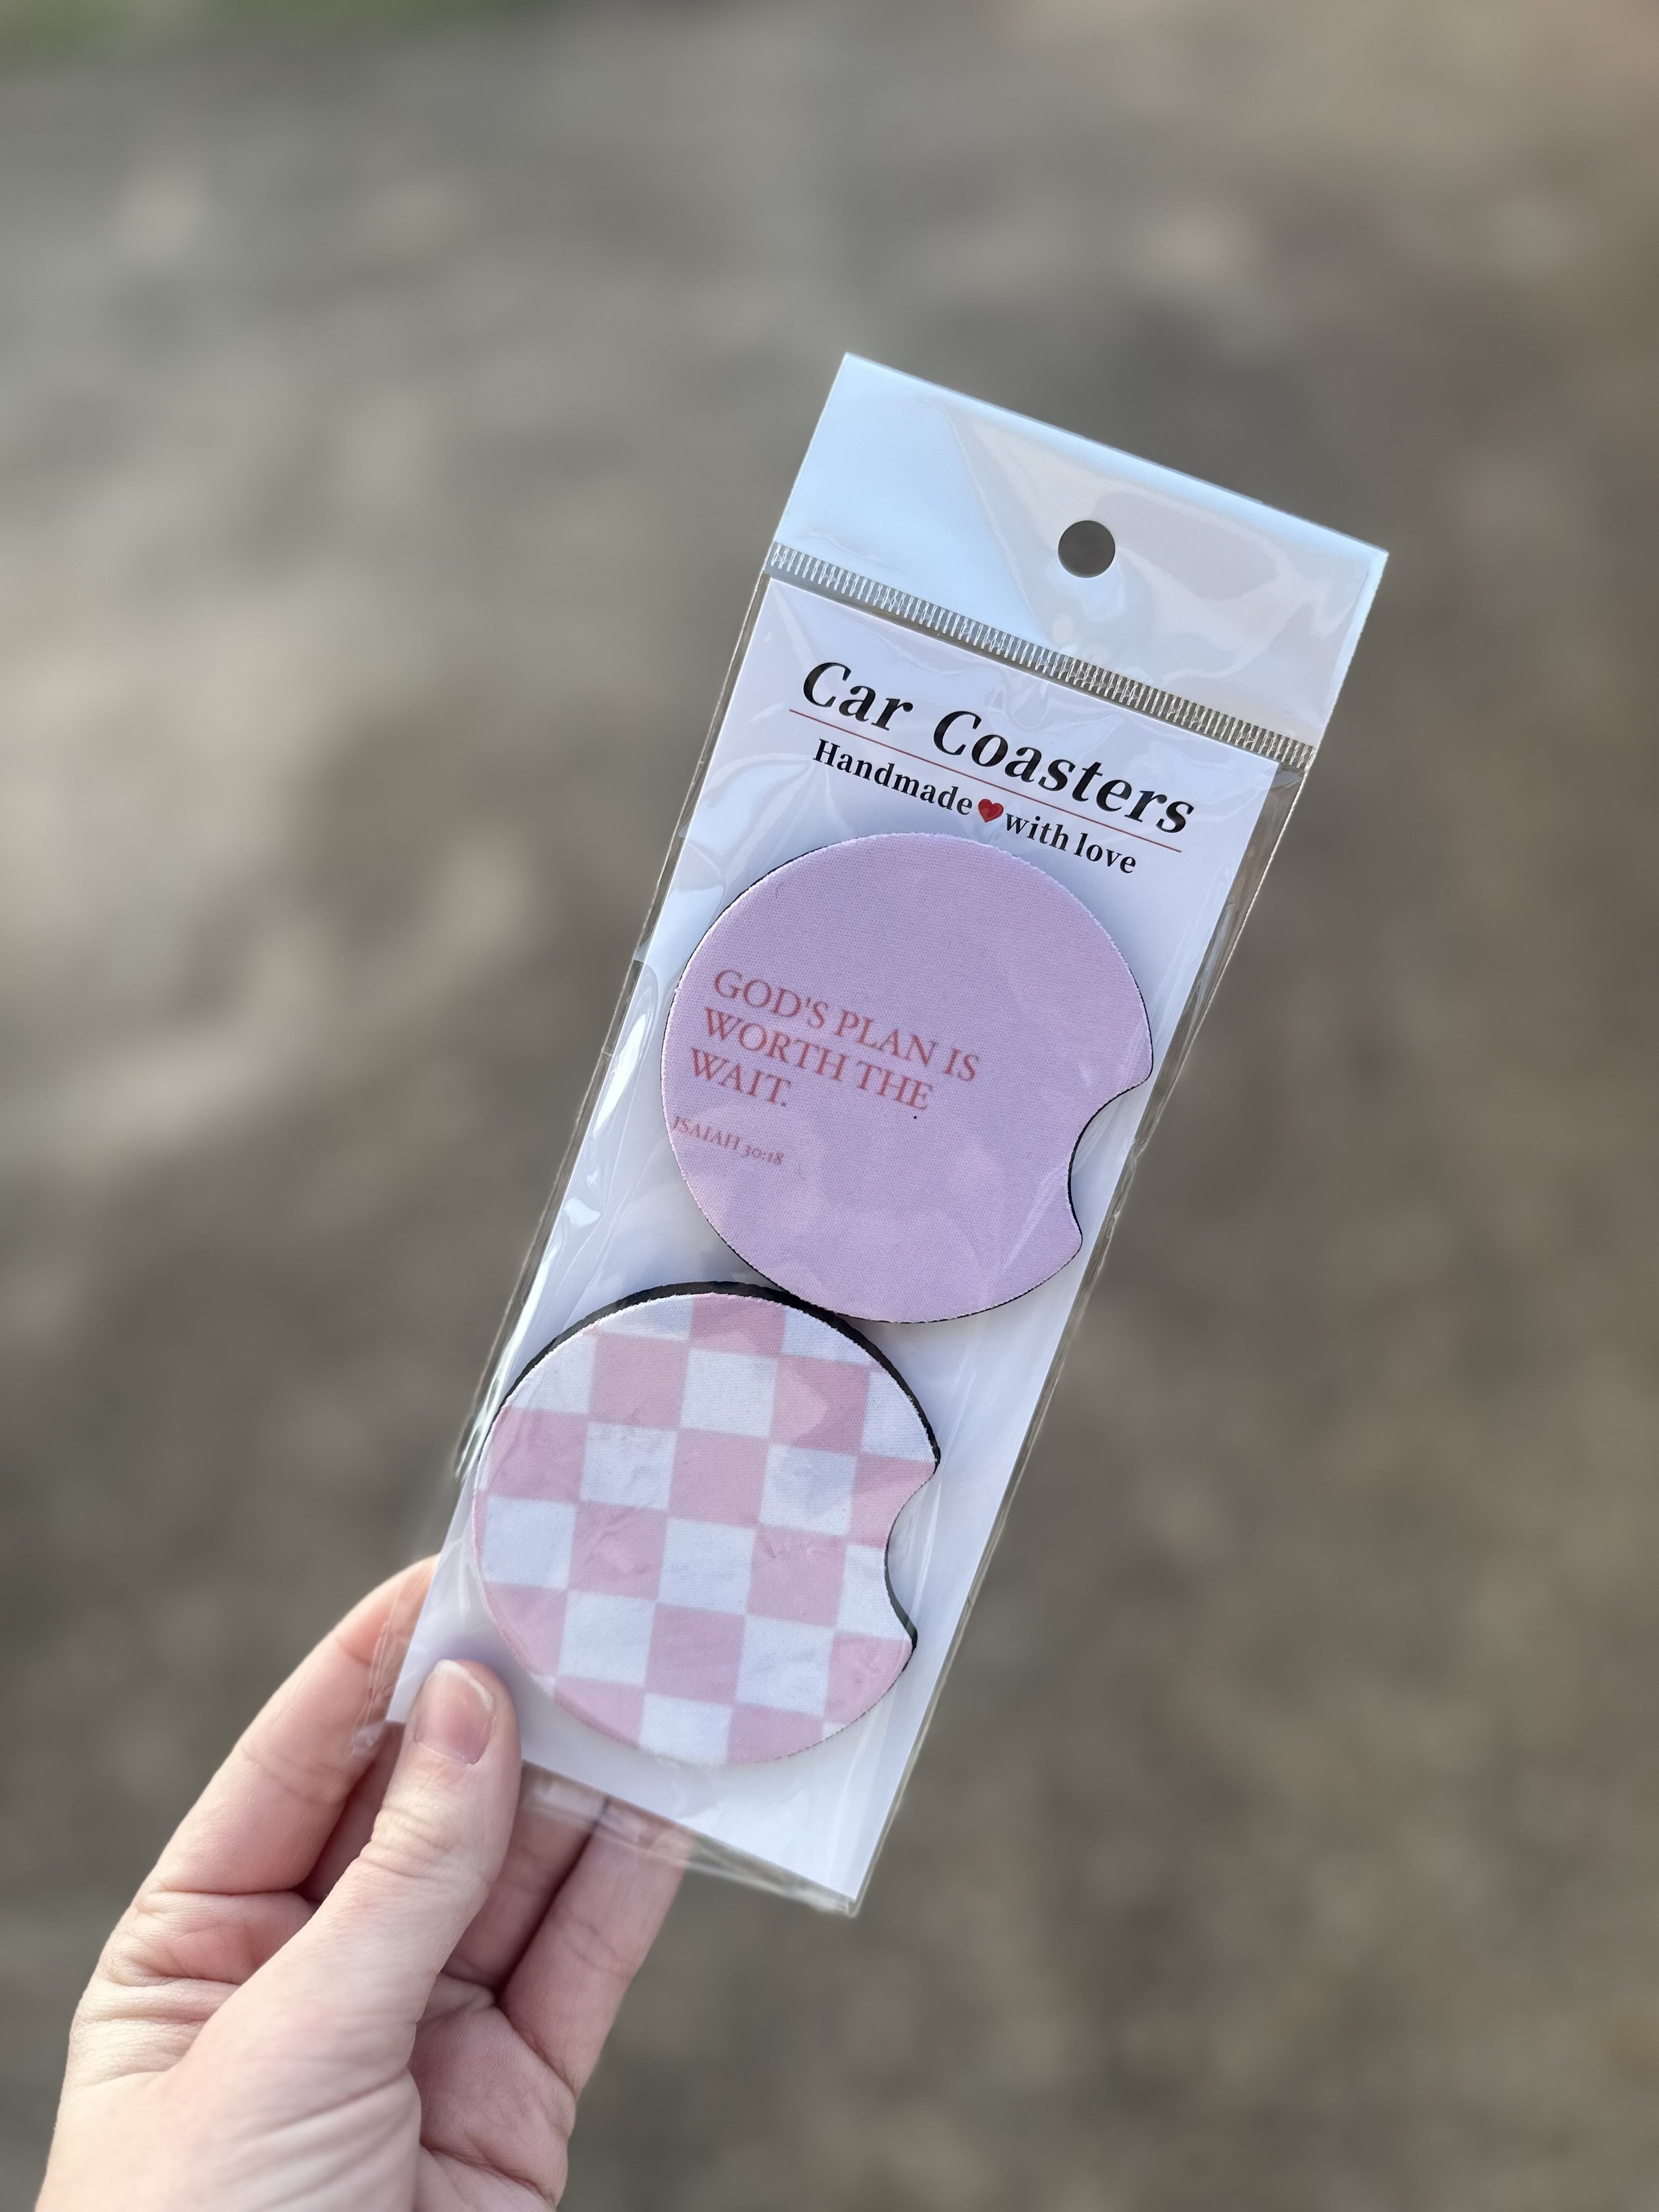 Car Coasters
Handmade❤with love
GOD'S PLAN IS
WORTH THE
WAIT.
ISAIAH 30:18